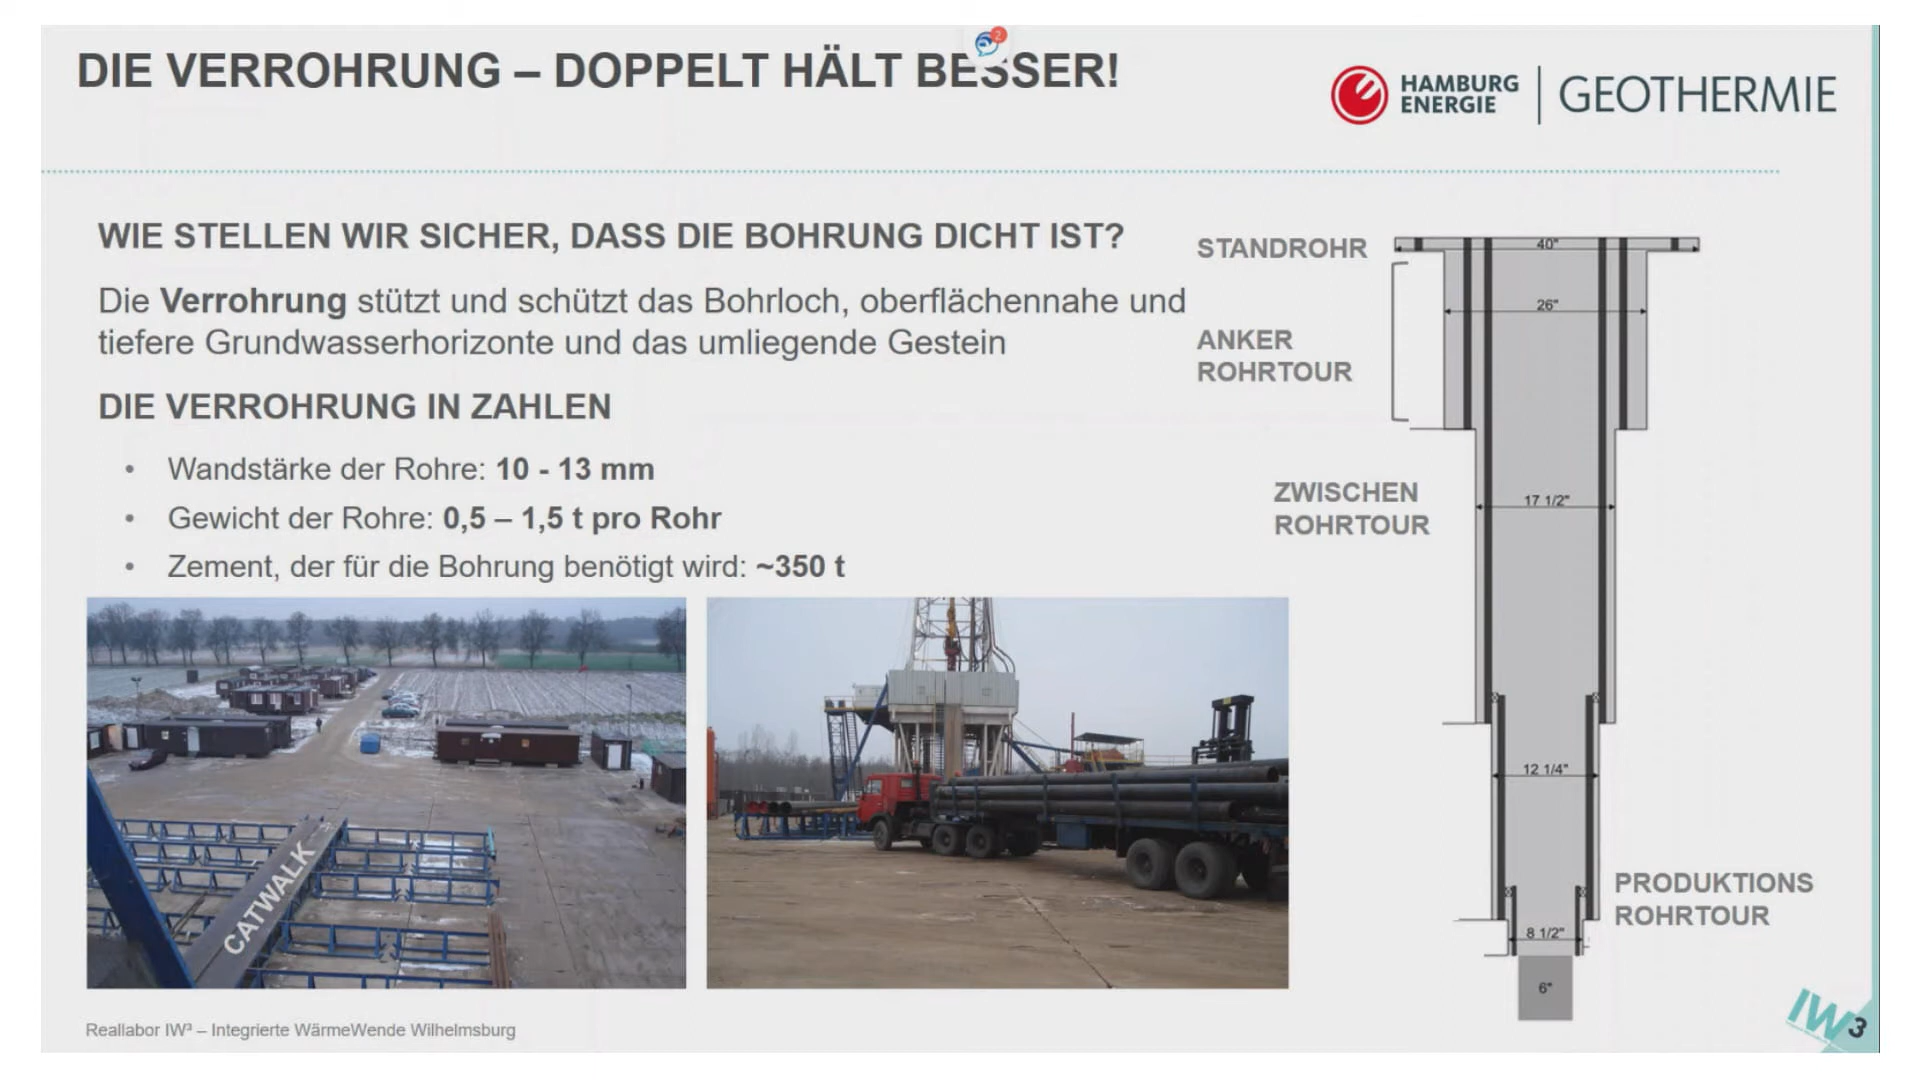 DIE VERROHRUNG – DOPPELT HÄLT BESSER!
2
HAMBURG
ENERGIE
GEOTHERMIE
WIE STELLEN WIR SICHER, DASS DIE BOHRUNG DICHT IST?
Die Verrohrung stützt und schützt das Bohrloch, oberflächennahe und
tiefere Grundwasserhorizonte und das umliegende Gestein
DIE VERROHRUNG IN ZAHLEN
• Wandstärke der Rohre: 10 - 13 mm
• Gewicht der Rohre: 0,5 – 1,5 t pro Rohr
• Zement, der für die Bohrung benötigt wird: ~350 t
CATWALK
STANDROHR
40"
26"
ANKER
ROHRTOUR
ZWISCHEN
ROHRTOUR
17 1/2"
12 1/4"
PRODUKTIONS
ROHRTOUR
8 1/2"
6"
Reallabor IW³ – Integrierte WärmeWende Wilhelmsburg
IW3